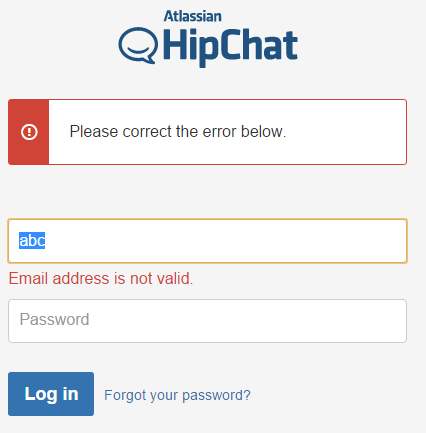 Atlassian
HipChat
Please correct the error below.
abc
Email address is not valid.
Password
Log in Forgot your password?